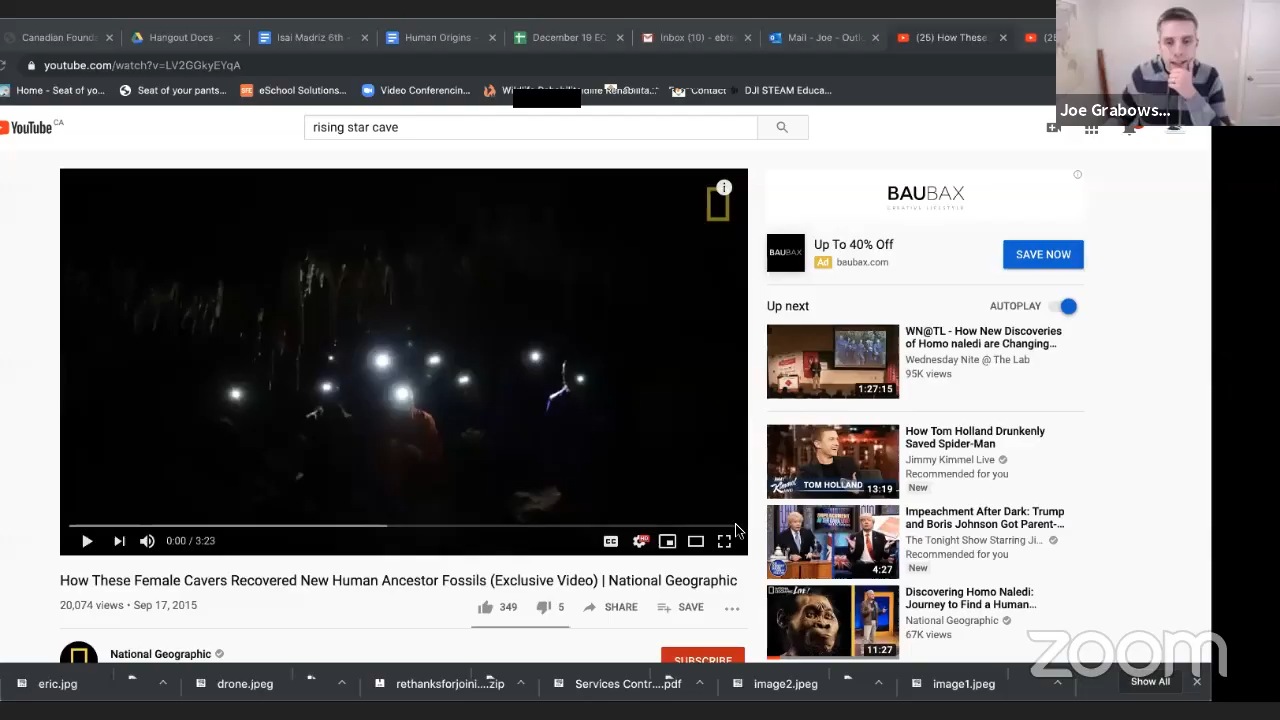 Canadian Founda
Hangout Docs -
Isai Madriz 6th -
Human Origins -
December 19 EC
Inbox (10) - ebts
Mail - Joe - Outl
(25) How These
(25
youtube.com/watch?v=LV2GGkyEYqA
Home - Seat of yo...
Seat of your pants...
SFE
eSchool Solutions...
Video Conferencin...
Contact
DJI STEAM Educa...
Joe Grabows...
YouTube CA
rising star cave
i
0:00 / 3:23
CC
HD
How These Female Cavers Recovered New Human Ancestor Fossils (Exclusive Video) | National Geographic
20,074 views • Sep 17, 2015
349
5
SHARE
SAVE
National Geographic
SUBSCRIBE
BAUBAX
BAUBAX
Up To 40% Off
Ad baubax.com
SAVE NOW
Up next
AUTOPLAY
1:27:15
WN@TL - How New Discoveries
of Homo naledi are Changing...
Wednesday Nite @ The Lab
95K views
TOM HOLLAND
13:19
How Tom Holland Drunkenly
Saved Spider-Man
Jimmy Kimmel Live
Recommended for you
New
4:27
Impeachment After Dark: Trump
and Boris Johnson Got Parent-...
The Tonight Show Starring Ji...
Recommended for you
New
11:27
Discovering Homo Naledi:
Journey to Find a Human...
National Geographic
67K views
zoom
eric.jpg
drone.jpeg
rethanksforjoini....zip
Services Contr....pdf
image2.jpeg
image1.jpeg
Show All